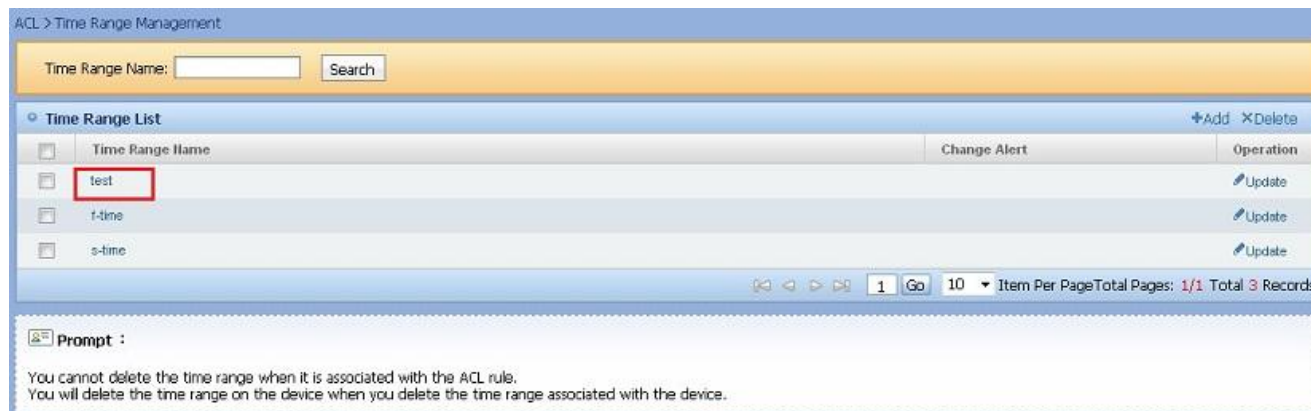 ACL > Time Range Management
Time Range Name: Search
Time Range List +Add ×Delete
Time Range Name Change Alert Operation
test Update
f-time Update
s-time Update
1 Go 10 Item Per PageTotal Pages: 1/1 Total 3 Records
Prompt :
You cannot delete the time range when it is associated with the ACL rule.
You will delete the time range on the device when you delete the time range associated with the device.